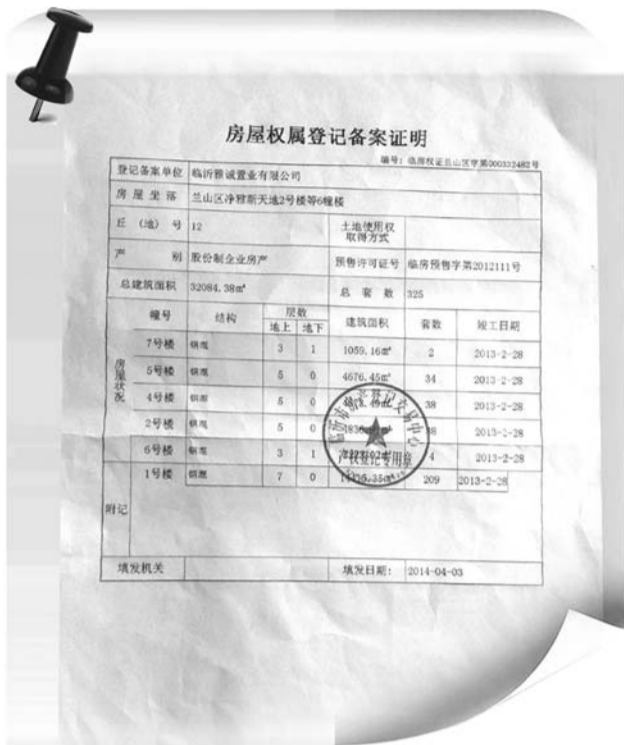 房屋权属登记备案证明
编号：临房权证兰山区字第000332482号
登记备案单位 临沂雅诚置业有限公司
房屋坐落 兰山区净雅新天地2号楼等6幢楼
丘（地）号 12 土地使用权取得方式
产别 股份制企业房产 预售许可证号 临房预售字第2012111号
总建筑面积 32084.38㎡ 总套数 325
房屋状况 幢号 结构 层数 建筑面积 套数 竣工日期
地上 地下
7号楼 钢混 3 1 1059.16㎡ 2 2013-2-28
5号楼 钢混 5 0 4676.45㎡ 34 2013-2-28
4号楼 钢混 5 0 38 2013-2-28
2号楼 钢混 5 0 2013-2-28
6号楼 钢混 3 1 4 2013-2-28
1号楼 钢混 7 0 209 2013-2-28
产权登记专用章
附记
填发机关 填发日期： 2014-04-03